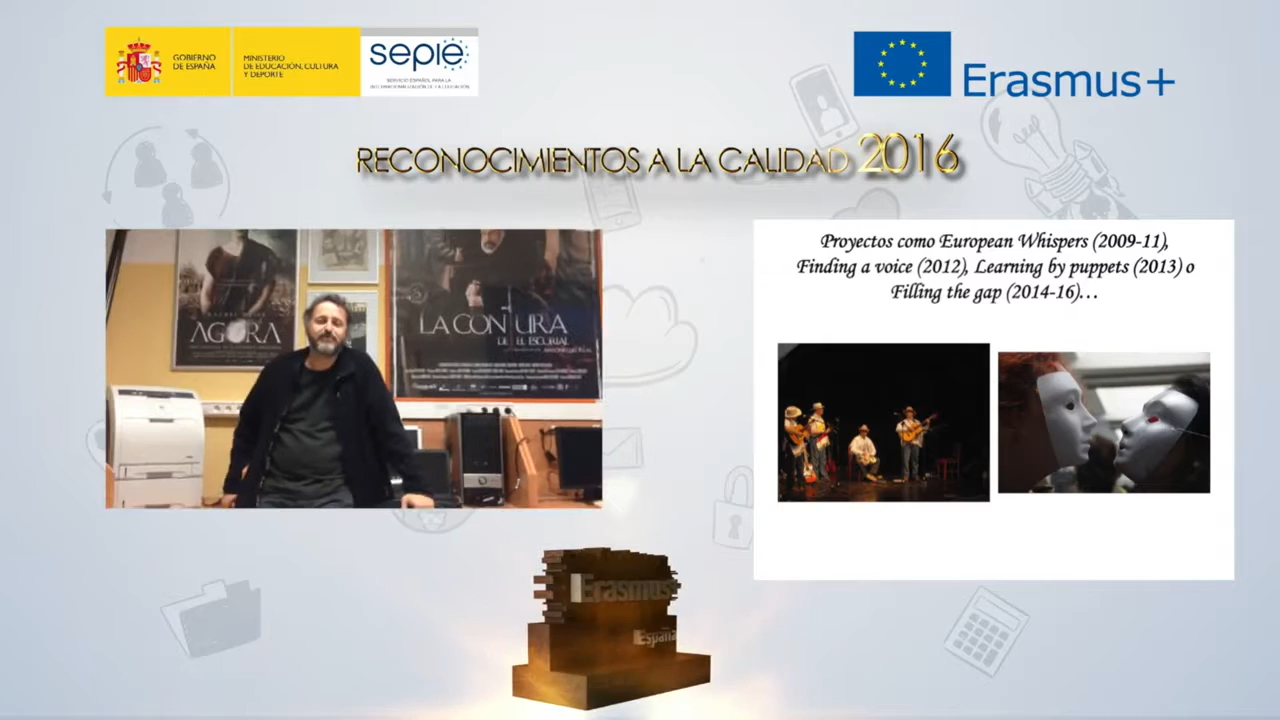 GOBIERNO
DE ESPAÑA
MINISTERIO
DE EDUCACIÓN, CULTURA
Y DEPORTE
sepie
SERVICIO ESPAÑOL PARA LA
INTERNACIONALIZACIÓN DE LA EDUCACIÓN
Erasmus+
RECONOCIMIENTOS A LA CALIDAD 2016
AGORA
LA CONJURA
DE EL ESCORIAL
Proyectos como European Whispers (2009-11),
Finding a voice (2012), Learning by puppets (2013) o
Filling the gap (2014-16)...
Erasmus+
España